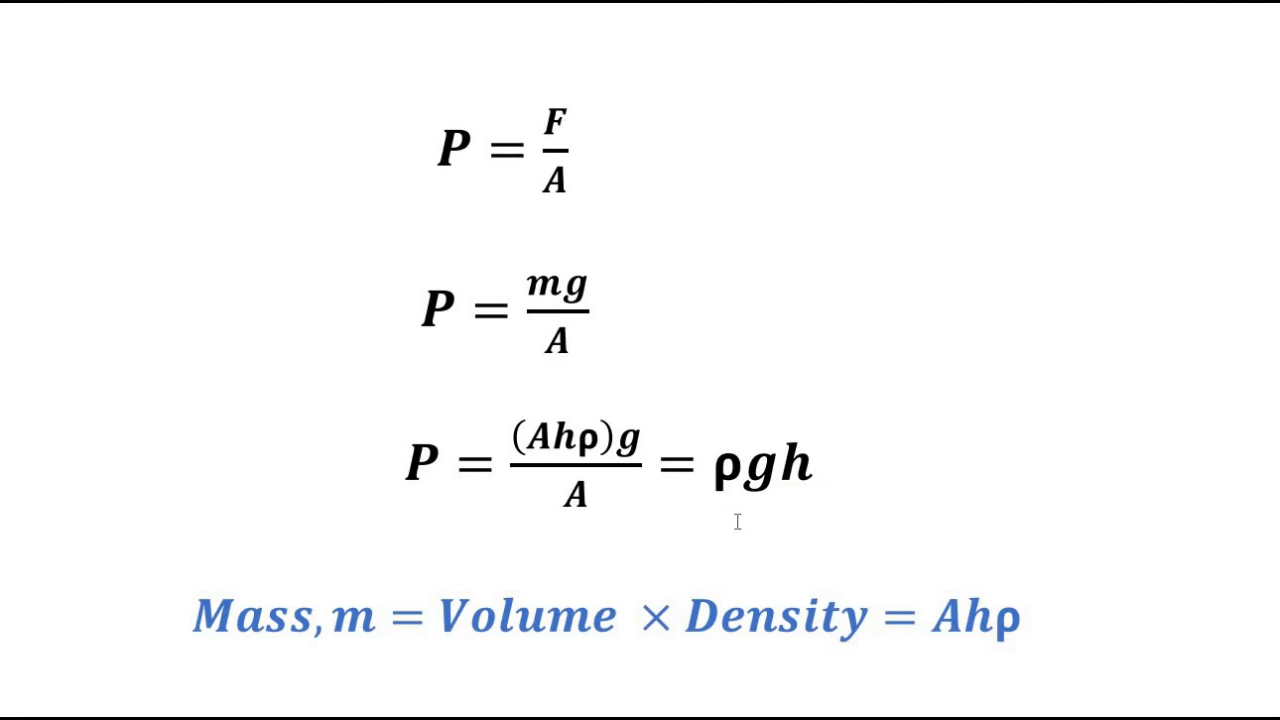 P = F/A
P = mg/A
P = (Ahρ)g/A = ρgh
Mass, m = Volume × Density = Ahρ